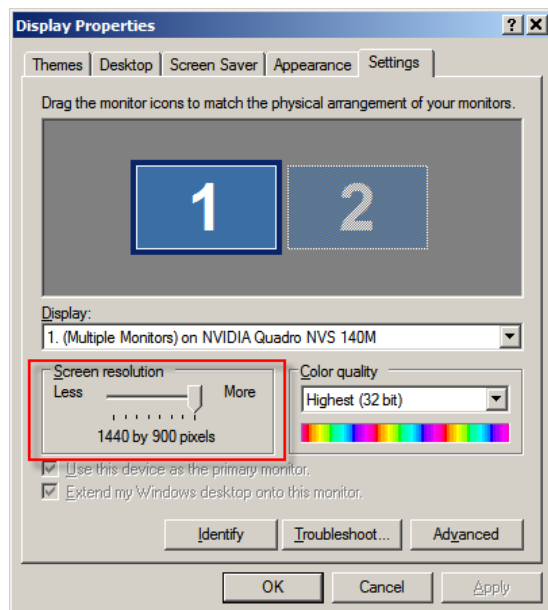 Display Properties
Themes Desktop Screen Saver Appearance Settings
Drag the monitor icons to match the physical arrangement of your monitors.
1 2
Display:
1. (Multiple Monitors) on NVIDIA Quadro NVS 140M
Screen resolution
Less More
1440 by 900 pixels
Color quality
Highest (32 bit)
Use this device as the primary monitor.
Extend my Windows desktop onto this monitor.
Identify Troubleshoot... Advanced
OK Cancel Apply